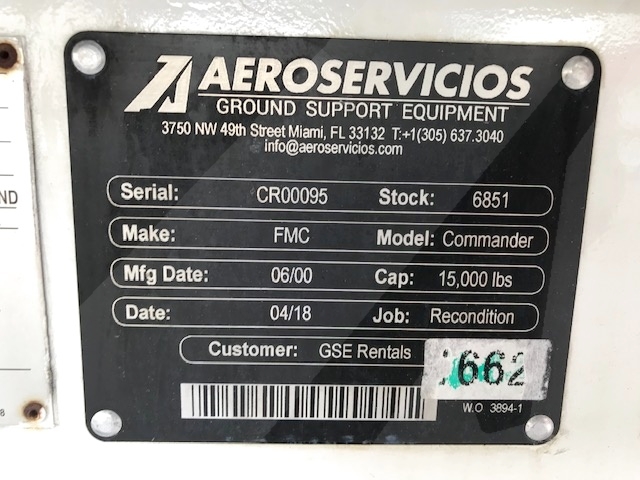 AEROSERVICIOS
GROUND SUPPORT EQUIPMENT
3750 NW 49th Street Miami, FL 33132 T:+1(305) 637.3040
info@aeroservicios.com
Serial: CR00095 Stock: 6851
Make: FMC Model: Commander
Mfg Date: 06/00 Cap: 15,000 lbs
Date: 04/18 Job: Recondition
Customer: GSE Rentals
662
W.O 3894-1
ND